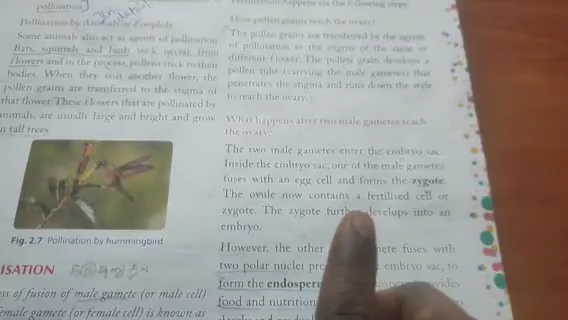 pollination
Pollination by Animals or Zoophily
Some animals also act as agents of pollination.
Bats, squirrels and birds suck nectar from
flowers and in the process, pollens stick to their
bodies. When they visit another flower, the
pollen grains are transferred to the stigma of
that flower. These flowers that are pollinated by
animals, are usually large and bright and grow
on tall trees.
Fig. 2.7 Pollination by hummingbird
ISATION
ess of fusion of male gamete (or male cell)
female gamete (or female cell) is known as
happens via the following steps
How pollen grains reach the ovary?
The pollen grains are transferred by the agents
of pollination to the stigma of the same or
different flower. The pollen grain develops a
pollen tube (carrying the male gametes) that
penetrates the stigma and runs down the style
to reach the ovary.
What happens after two male gametes reach
the ovary?
The two male gametes enter the embryo sac.
Inside the embryo sac, one of the male gametes
fuses with an egg cell and forms the zygote.
The ovule now contains a fertilised cell or
zygote. The zygote further develops into an
embryo.
However, the other fuses with
two polar nuclei embryo sac, to
form the
food and nutrition